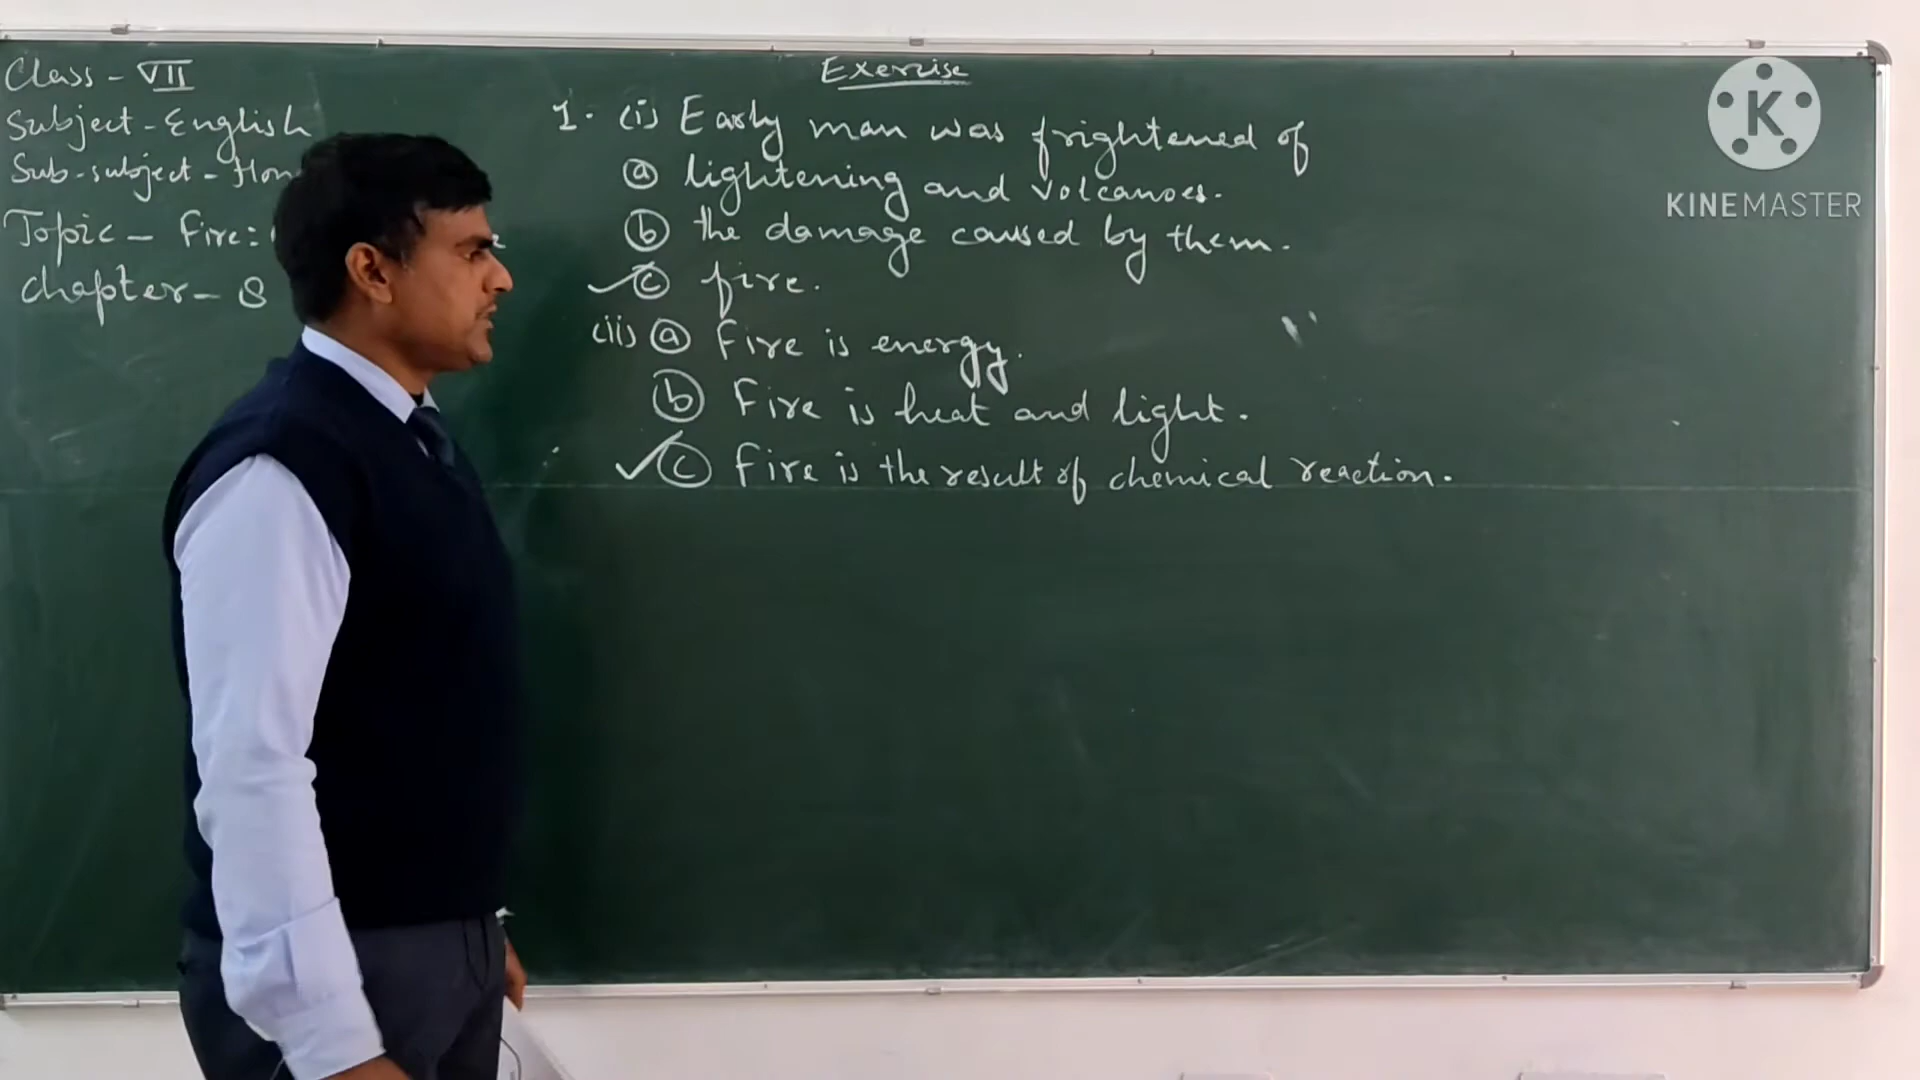 Class - VII
Subject - English
Sub-subject -
Topic - Fire:
Chapter - 8
Exercise
1. (i) Early man was frightened of
(a) lightening and volcanoes.
(b) the damage caused by them.
✓(c) fire.
(ii) (a) Fire is energy.
(b) Fire is heat and light.
✓(c) Fire is the result of chemical reaction.
K
KINEMASTER